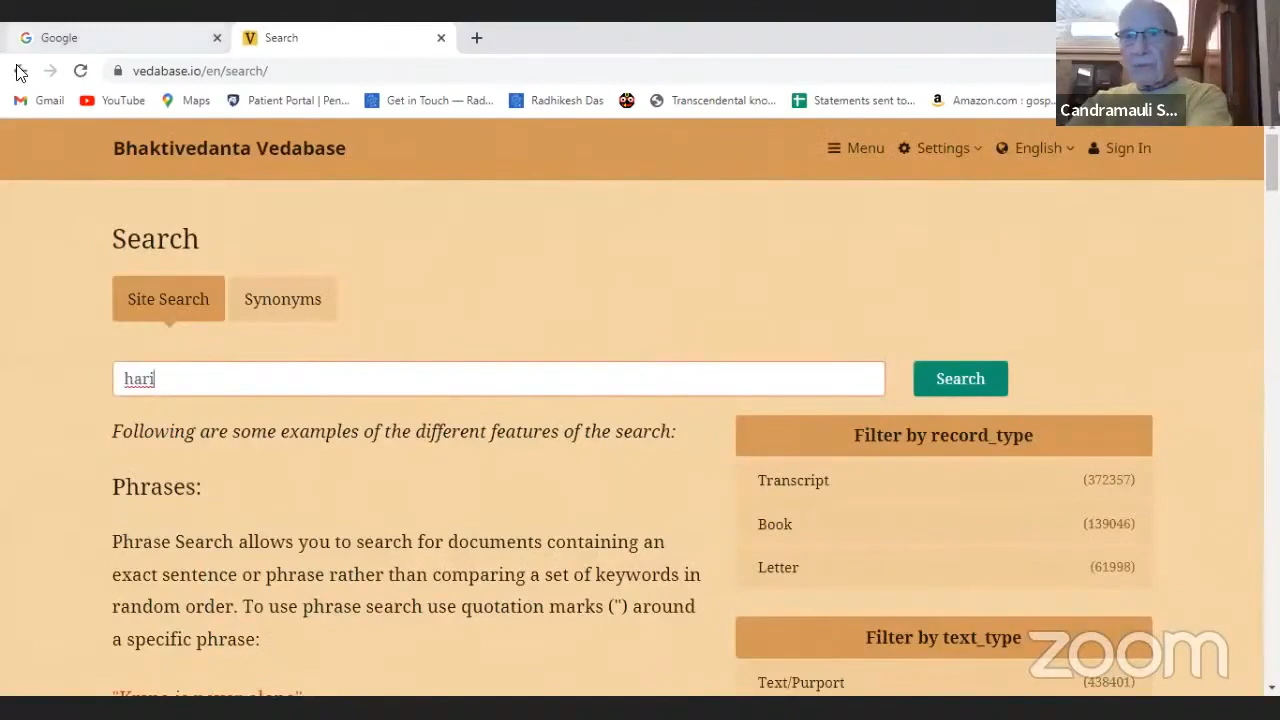 Google
Search
vedabase.io/en/search/
Gmail
YouTube
Maps
Patient Portal | Pen...
Get in Touch — Rad...
Radhikesh Das
Transcendental kno...
Statements sent to...
Amazon.com : gosp...
Candramauli S...
Bhaktivedanta Vedabase
Menu
Settings
English
Sign In
Search
Site Search
Synonyms
hari
Search
Following are some examples of the different features of the search:
Phrases:
Phrase Search allows you to search for documents containing an
exact sentence or phrase rather than comparing a set of keywords in
random order. To use phrase search use quotation marks (") around
a specific phrase:
Filter by record_type
Transcript (372357)
Book (139046)
Letter (61998)
Filter by text_type
Text/Purport (438401)
zoom